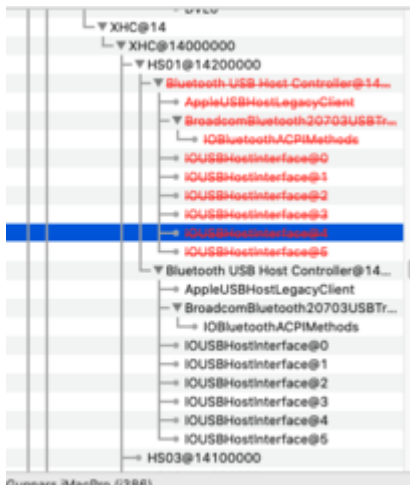 XHC@14
XHC@14000000
HS01@14200000
Bluetooth USB Host Controller@14...
AppleUSBHostLegacyClient
BroadcomBluetooth20703USBTr...
IOBluetoothACPIMethods
IOUSBHostInterface@0
IOUSBHostInterface@1
IOUSBHostInterface@2
IOUSBHostInterface@3
IOUSBHostInterface@4
IOUSBHostInterface@5
Bluetooth USB Host Controller@14...
AppleUSBHostLegacyClient
BroadcomBluetooth20703USBTr...
IOBluetoothACPIMethods
IOUSBHostInterface@0
IOUSBHostInterface@1
IOUSBHostInterface@2
IOUSBHostInterface@3
IOUSBHostInterface@4
IOUSBHostInterface@5
HS03@14100000